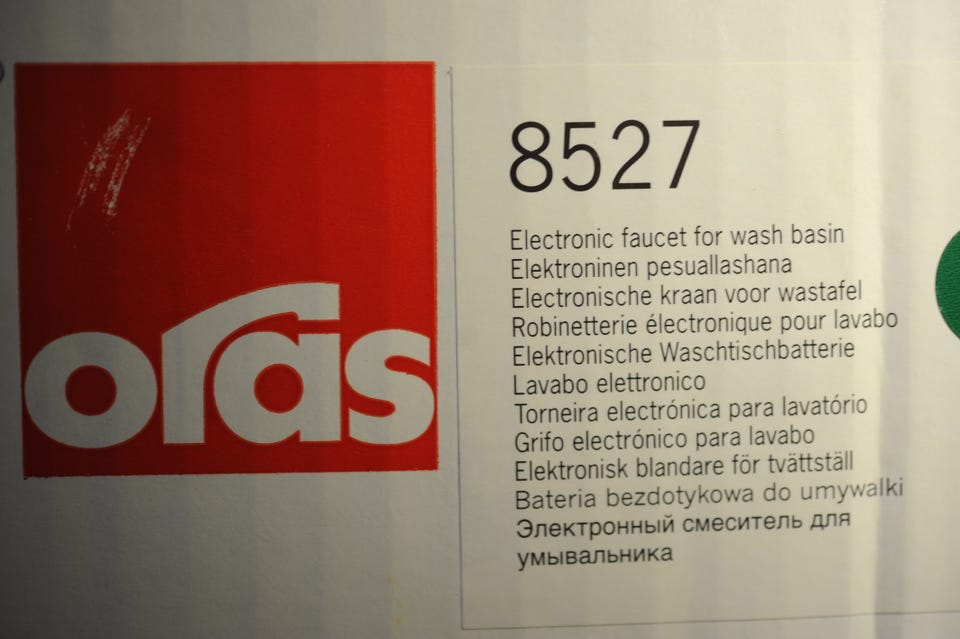 oras
8527
Electronic faucet for wash basin
Elektroninen pesuallashana
Electronische kraan voor wastafel
Robinetterie électronique pour lavabo
Elektronische Waschtischbatterie
Lavabo elettronico
Torneira electrónica para lavatório
Grifo electrónico para lavabo
Elektronisk blandare för tvättställ
Bateria bezdotykowa do umywalki
Электронный смеситель для
умывальника